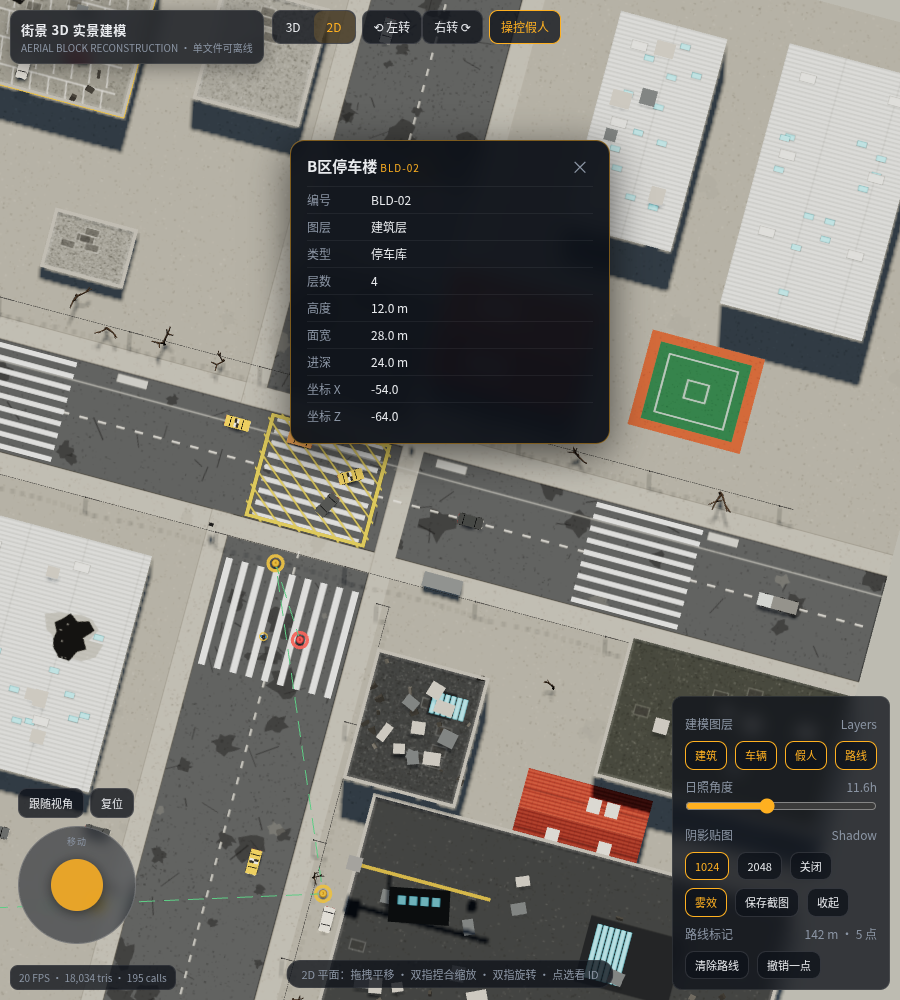 街景 3D 实景建模
AERIAL BLOCK RECONSTRUCTION · 单文件可离线
3D 2D ⟲ 左转 右转 ⟳ 操控假人
B区停车楼 BLD-02
编号 BLD-02
图层 建筑层
类型 停车库
层数 4
高度 12.0 m
面宽 28.0 m
进深 24.0 m
坐标 X -54.0
坐标 Z -64.0
建模图层 Layers
建筑 车辆 假人 路线
日照角度 11.6h
阴影贴图 Shadow
1024 2048 关闭
雾效 保存截图 收起
路线标记 142 m · 5 点
清除路线 撤销一点
跟随视角 复位
移动
20 FPS · 18,034 tris · 195 calls
2D 平面：拖拽平移 · 双指捏合缩放 · 双指旋转 · 点选看 ID